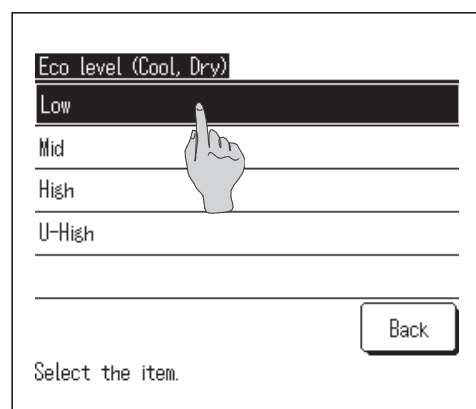 Eco level (Cool, Dry)
Low
Mid
High
U-High
Back
Select the item.